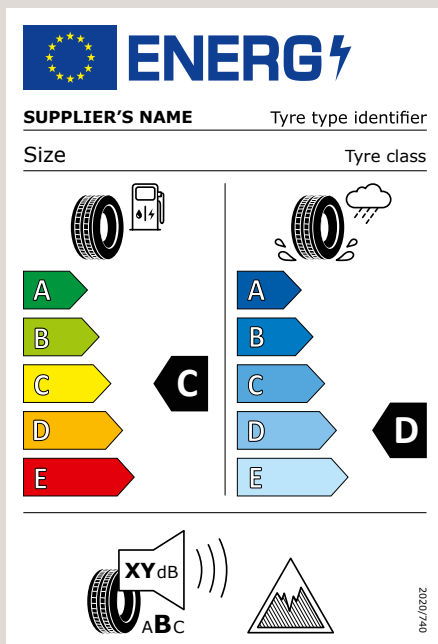 ENERG
SUPPLIER'S NAME Tyre type identifier
Size Tyre class
A A
B B
C C C
D D D
E E
XYdB
ABC
2020/740